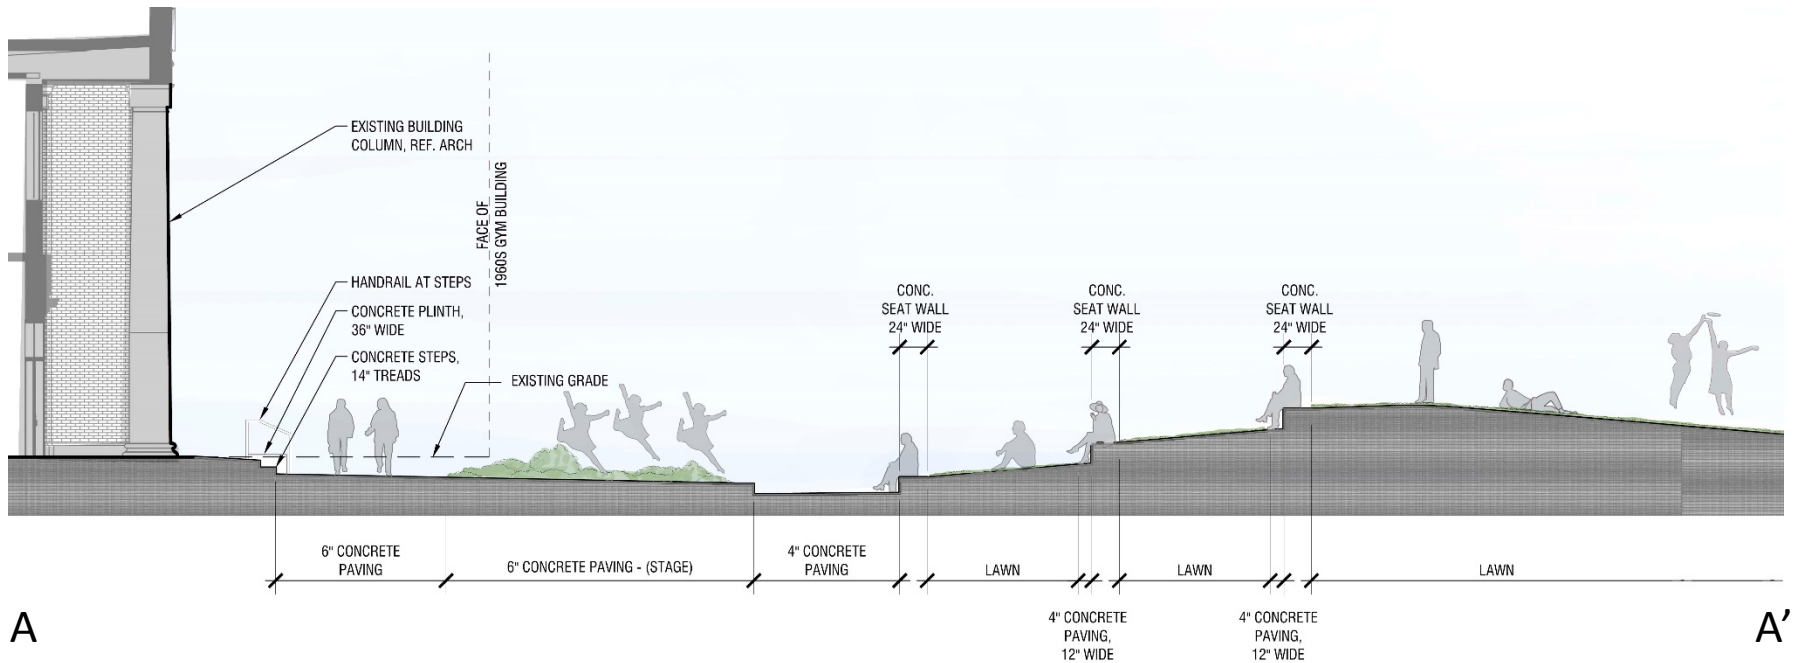 EXISTING BUILDING
COLUMN, REF. ARCH
FACE OF
1960S GYM BUILDING
HANDRAIL AT STEPS
CONCRETE PLINTH,
36" WIDE
CONCRETE STEPS,
14" TREADS
EXISTING GRADE
CONC.
SEAT WALL
24" WIDE
CONC.
SEAT WALL
24" WIDE
CONC.
SEAT WALL
24" WIDE
6" CONCRETE
PAVING
6" CONCRETE PAVING - (STAGE)
4" CONCRETE
PAVING
LAWN
LAWN
LAWN
4" CONCRETE
PAVING,
12" WIDE
4" CONCRETE
PAVING,
12" WIDE
A
A’